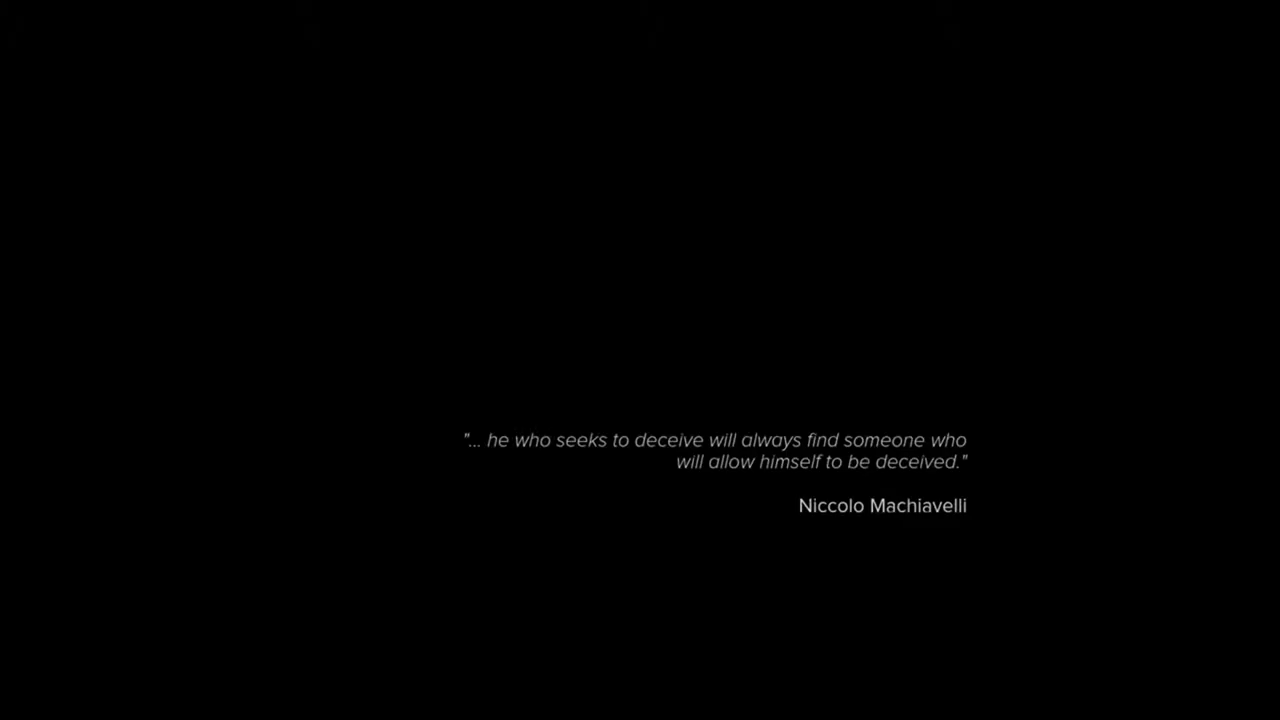 "... he who seeks to deceive will always find someone who
will allow himself to be deceived."
Niccolo Machiavelli